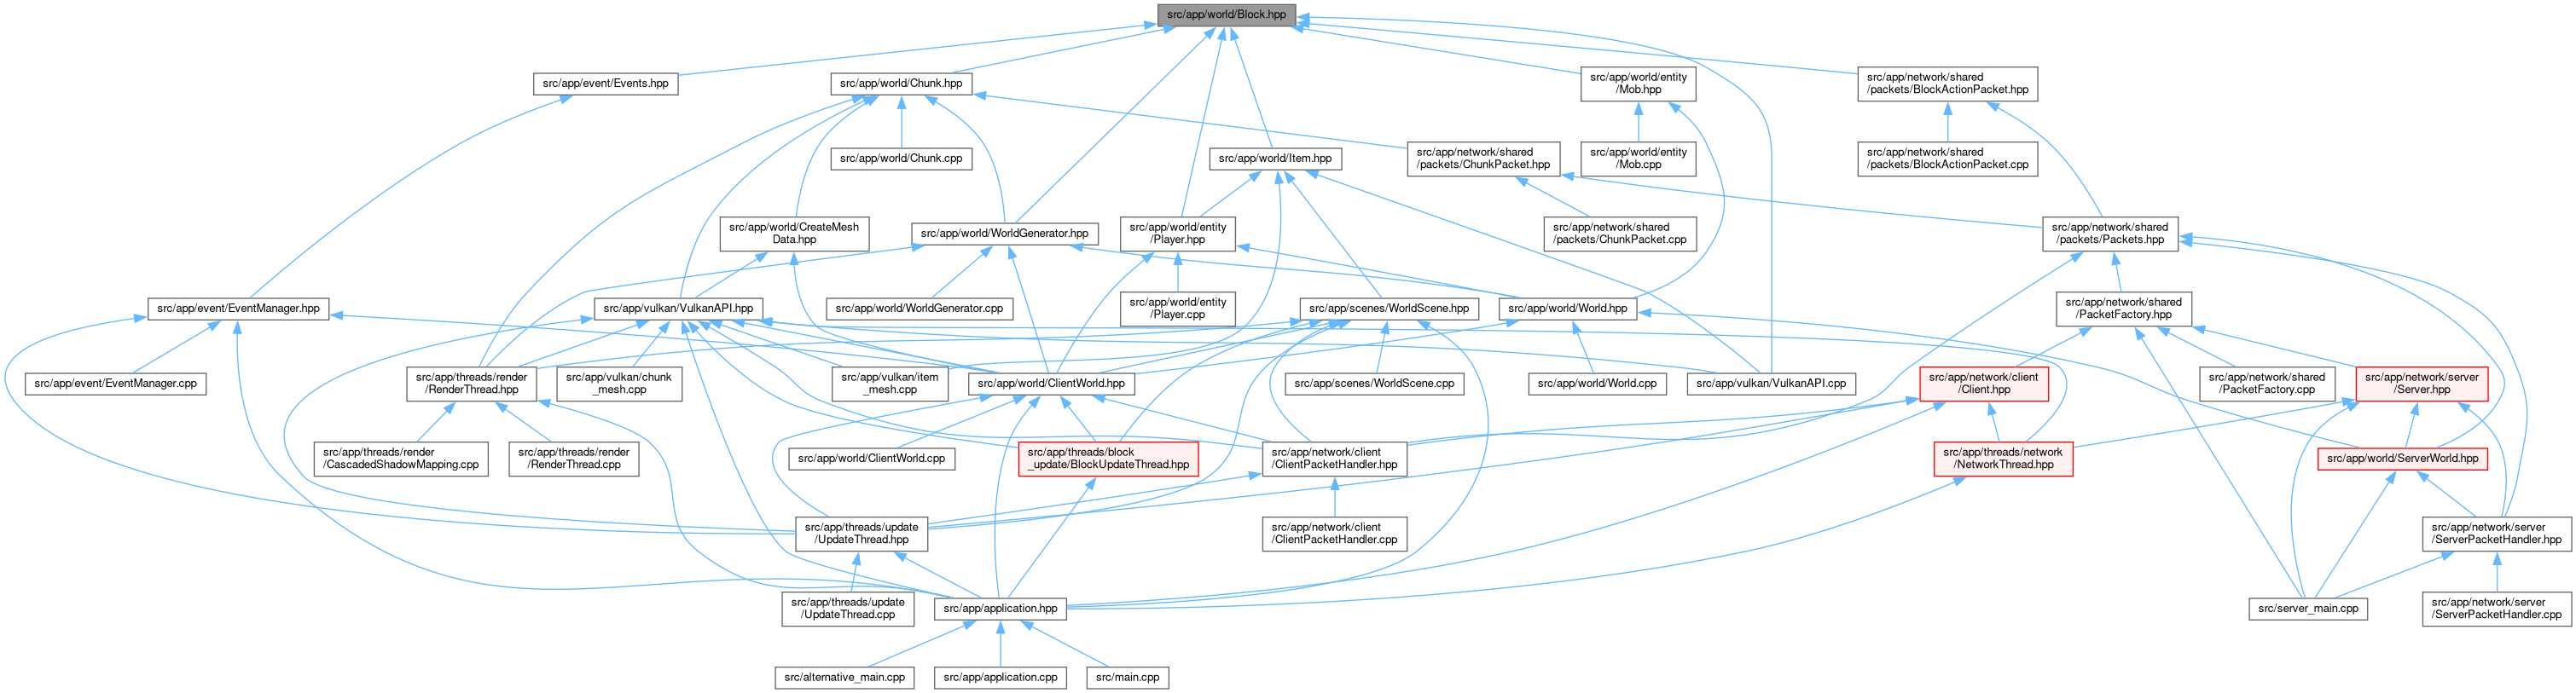 src/app/world/Block.hpp
src/app/event/Events.hpp
src/app/world/Chunk.hpp
src/app/world/entity
/Mob.hpp
src/app/network/shared
/packets/BlockActionPacket.hpp
src/app/world/Chunk.cpp
src/app/network/shared
/packets/ChunkPacket.hpp
src/app/world/Item.hpp
src/app/world/entity
/Mob.cpp
src/app/network/shared
/packets/BlockActionPacket.cpp
src/app/world/CreateMesh
Data.hpp
src/app/world/WorldGenerator.hpp
src/app/world/entity
/Player.hpp
src/app/network/shared
/packets/ChunkPacket.cpp
src/app/network/shared
/packets/Packets.hpp
src/app/event/EventManager.hpp
src/app/vulkan/VulkanAPI.hpp
src/app/world/WorldGenerator.cpp
src/app/world/entity
/Player.cpp
src/app/scenes/WorldScene.hpp
src/app/world/World.hpp
src/app/network/shared
/PacketFactory.hpp
src/app/event/EventManager.cpp
src/app/threads/render
/RenderThread.hpp
src/app/vulkan/chunk
_mesh.cpp
src/app/vulkan/item
_mesh.cpp
src/app/world/ClientWorld.hpp
src/app/scenes/WorldScene.cpp
src/app/world/World.cpp
src/app/vulkan/VulkanAPI.cpp
src/app/network/client
/Client.hpp
src/app/network/shared
/PacketFactory.cpp
src/app/network/server
/Server.hpp
src/app/threads/render
/CascadedShadowMapping.cpp
src/app/threads/render
/RenderThread.cpp
src/app/world/ClientWorld.cpp
src/app/threads/block
_update/BlockUpdateThread.hpp
src/app/network/client
/ClientPacketHandler.hpp
src/app/threads/network
/NetworkThread.hpp
src/app/world/ServerWorld.hpp
src/app/threads/update
/UpdateThread.hpp
src/app/network/client
/ClientPacketHandler.cpp
src/app/network/server
/ServerPacketHandler.hpp
src/app/threads/update
/UpdateThread.cpp
src/app/application.hpp
src/server_main.cpp
src/app/network/server
/ServerPacketHandler.cpp
src/alternative_main.cpp
src/app/application.cpp
src/main.cpp